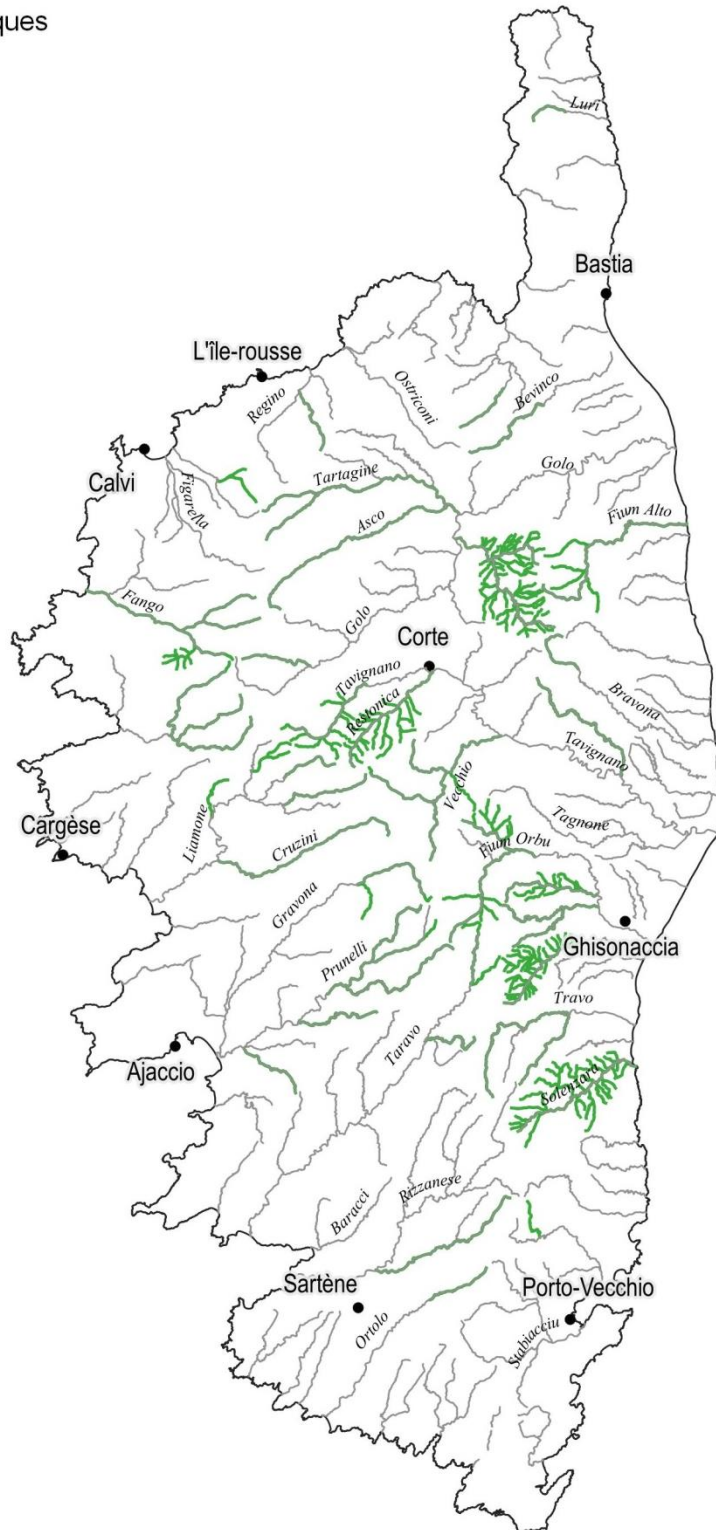 ques
Luri
Bastia
L'île-rousse
Regino
Ostriconi
Bevinco
Calvi
Figarella
Tartagine
Golo
Asco
Fium Alto
Fango
Golo
Corte
Tavignano
Restonica
Bravona
Tavignano
Vecchio
Liamone
Cargèse
Cruzini
Tagnone
Fium Orbu
Gravona
Ghisonaccia
Prunelli
Travo
Taravo
Ajaccio
Solenzara
Rizzanese
Baracci
Sartène
Porto-Vecchio
Ortolo
Stabiacciu